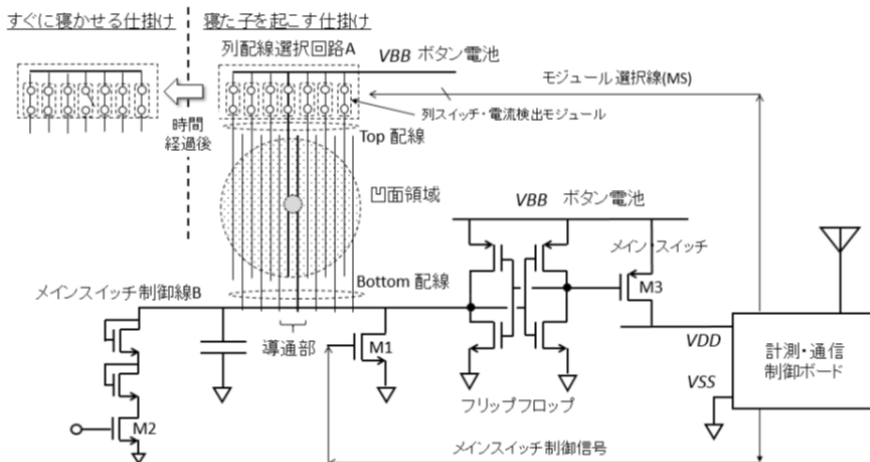 すぐに寝かせる仕掛け
寝た子を起こす仕掛け
列配線選択回路A
VBB ボタン電池
モジュール選択線(MS)
列スイッチ・電流検出モジュール
時間
経過後
Top 配線
凹面領域
VBB ボタン電池
メイン・スイッチ
Bottom 配線
メインスイッチ制御線B
M3
導通部
M1
VDD
計測・通信
制御ボード
VSS
フリップフロップ
M2
メインスイッチ制御信号